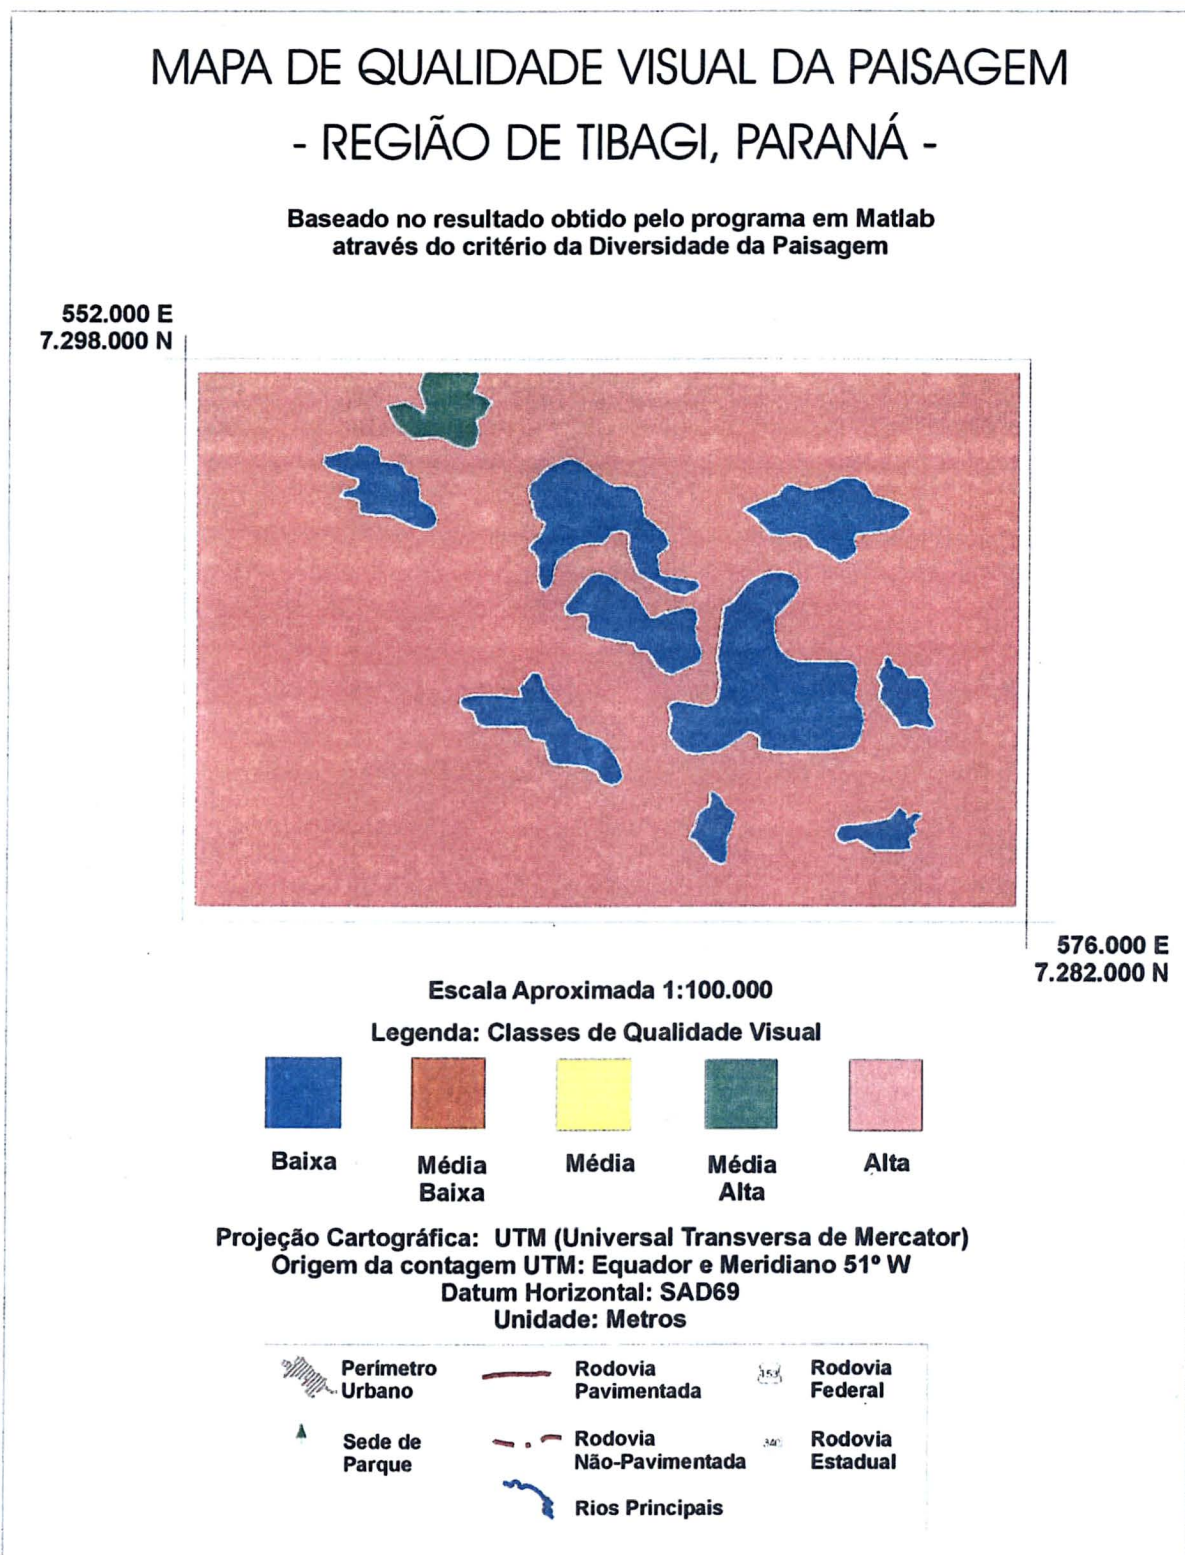 MAPA DE QUALIDADE VISUAL DA PAISAGEM
- REGIÃO DE TIBAGI, PARANÁ -
Baseado no resultado obtido pelo programa em Matlab
através do critério da Diversidade da Paisagem
552.000 E
7.298.000 N
576.000 E
7.282.000 N
Escala Aproximada 1:100.000
Legenda: Classes de Qualidade Visual
Baixa
Média
Baixa
Média
Média
Alta
Alta
Projeção Cartográfica: UTM (Universal Transversa de Mercator)
Origem da contagem UTM: Equador e Meridiano 51º W
Datum Horizontal: SAD69
Unidade: Metros
Perímetro
Urbano
Rodovia
Pavimentada
153
Rodovia
Federal
Sede de
Parque
Rodovia
Não-Pavimentada
340
Rodovia
Estadual
Rios Principais